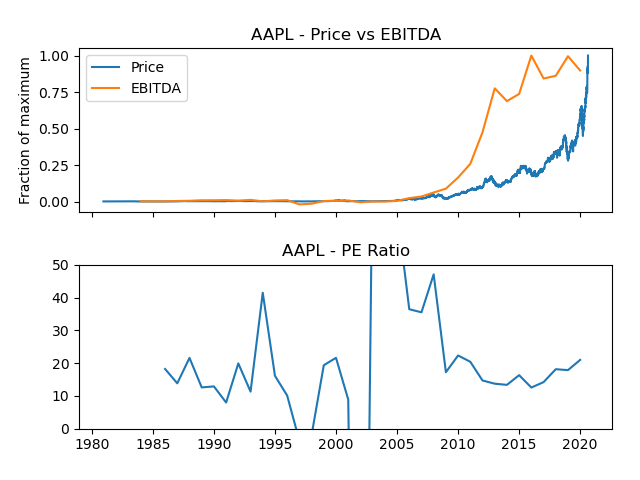 AAPL - Price vs EBITDA
Fraction of maximum
1.00
0.75
0.50
0.25
0.00
Price
EBITDA
AAPL - PE Ratio
50
40
30
20
10
0
1980 1985 1990 1995 2000 2005 2010 2015 2020